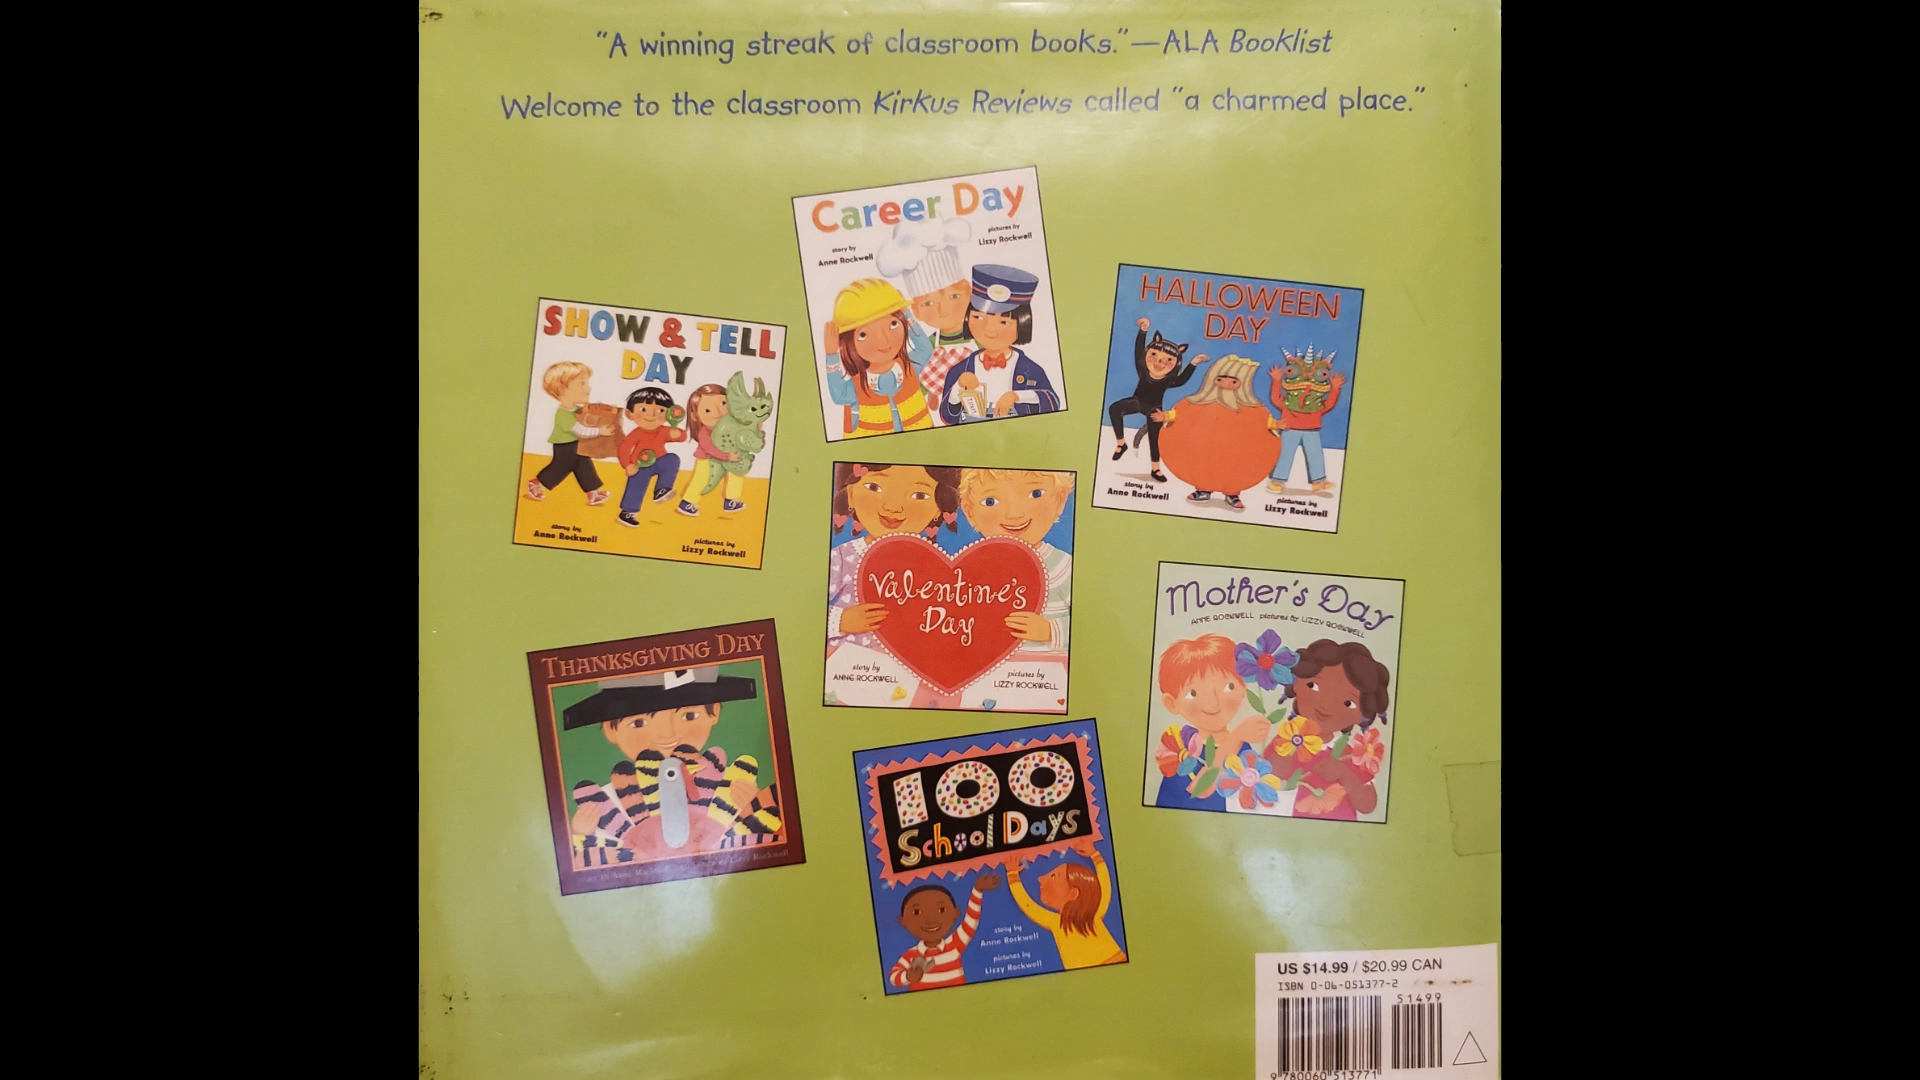 "A winning streak of classroom books."—ALA Booklist
Welcome to the classroom Kirkus Reviews called "a charmed place."
Career Day
story by
Anne Rockwell
pictures by
Lizzy Rockwell
SHOW & TELL
DAY
story by
Anne Rockwell
pictures by
Lizzy Rockwell
HALLOWEEN
DAY
story by
Anne Rockwell
pictures by
Lizzy Rockwell
Valentine's
Day
story by
ANNE ROCKWELL
pictures by
LIZZY ROCKWELL
Mother's Day
ANNE ROCKWELL pictures by LIZZY ROCKWELL
THANKSGIVING DAY
100
School Days
story by
Anne Rockwell
pictures by
Lizzy Rockwell
US $14.99 / $20.99 CAN
ISBN 0-06-051377-2
51499
9 780060 513771